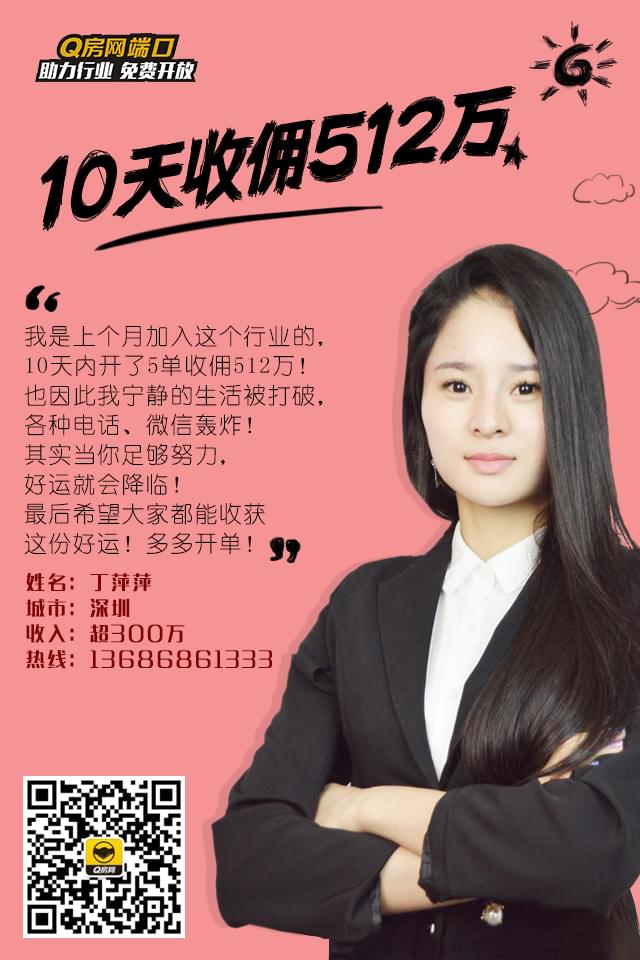 Q房网端口
助力行业 免费开放
10天收佣512万
“
我是上个月加入这个行业的，
10天内开了5单收佣512万！
也因此我宁静的生活被打破，
各种电话、微信轰炸！
其实当你足够努力，
好运就会降临！
最后希望大家都能收获
这份好运！多多开单！”
姓名：丁萍萍
城市：深圳
收入：超300万
热线：13686861333
Q房网